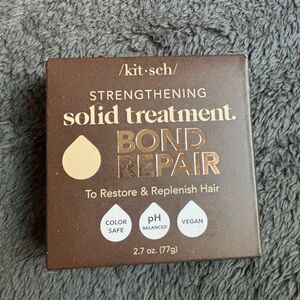 /kit·sch/
STRENGTHENING
solid treatment.
BOND
REPAIR
To Restore & Replenish Hair
COLOR
SAFE
pH
BALANCED
VEGAN
2.7 oz. (77g)